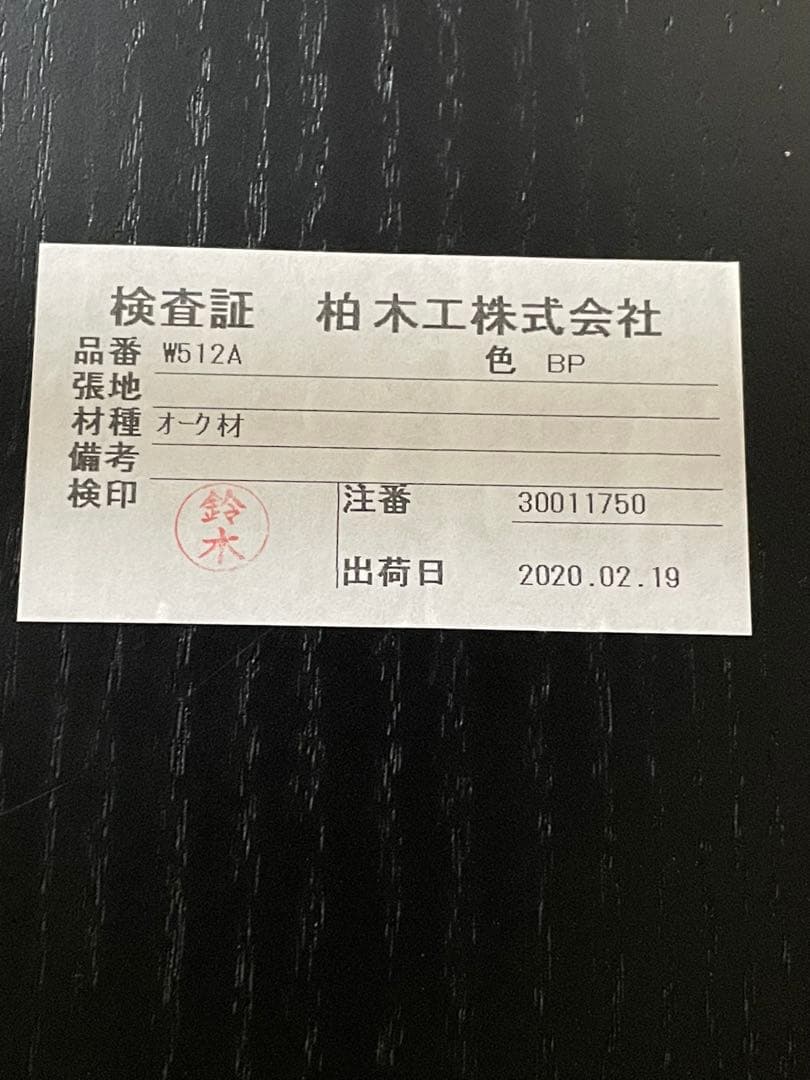 検査証 柏木工株式会社
品番 W512A 色 BP
張地
材種 オーク材
備考
検印 鈴木 注番 30011750
出荷日 2020.02.19